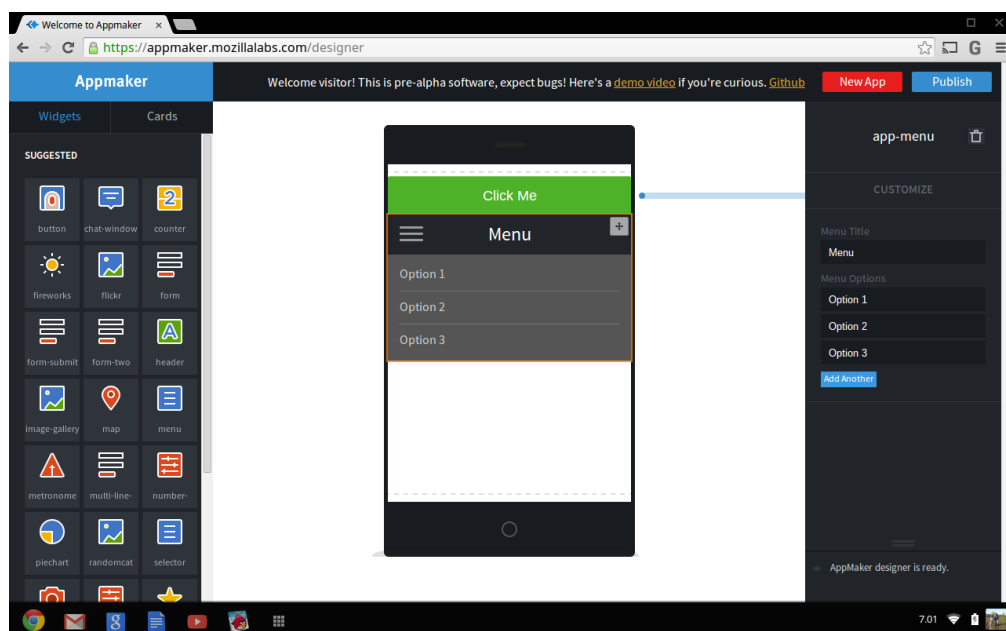 Welcome to Appmaker
https://appmaker.mozillalabs.com/designer
G
Appmaker
Welcome visitor! This is pre-alpha software, expect bugs! Here's a demo video if you're curious. Github
New App
Publish
Widgets
Cards
SUGGESTED
button
chat-window
counter
fireworks
flickr
form
form-submit
form-two
header
image-gallery
map
menu
metronome
multi-line-
number-
piechart
randomcat
selector
Click Me
Menu
Option 1
Option 2
Option 3
app-menu
CUSTOMIZE
Menu Title
Menu
Menu Options
Option 1
Option 2
Option 3
Add Another
AppMaker designer is ready.
7.01